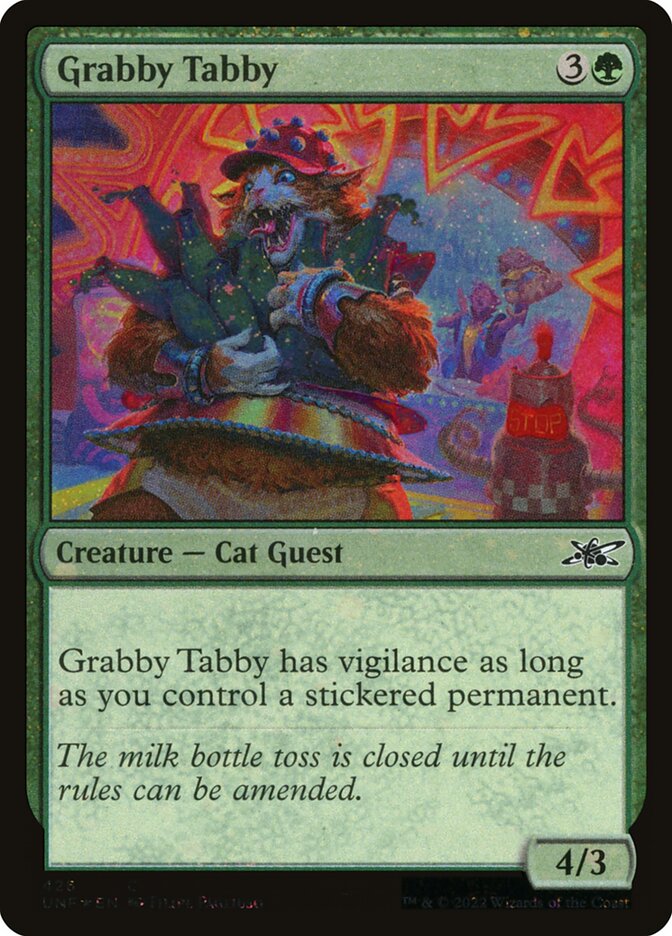 Grabby Tabby 3
STOP
Creature — Cat Guest
Grabby Tabby has vigilance as long
as you control a stickered permanent.
The milk bottle toss is closed until the
rules can be amended.
4/3
UNF★EN
™ & © 2022 Wizards of the Coast